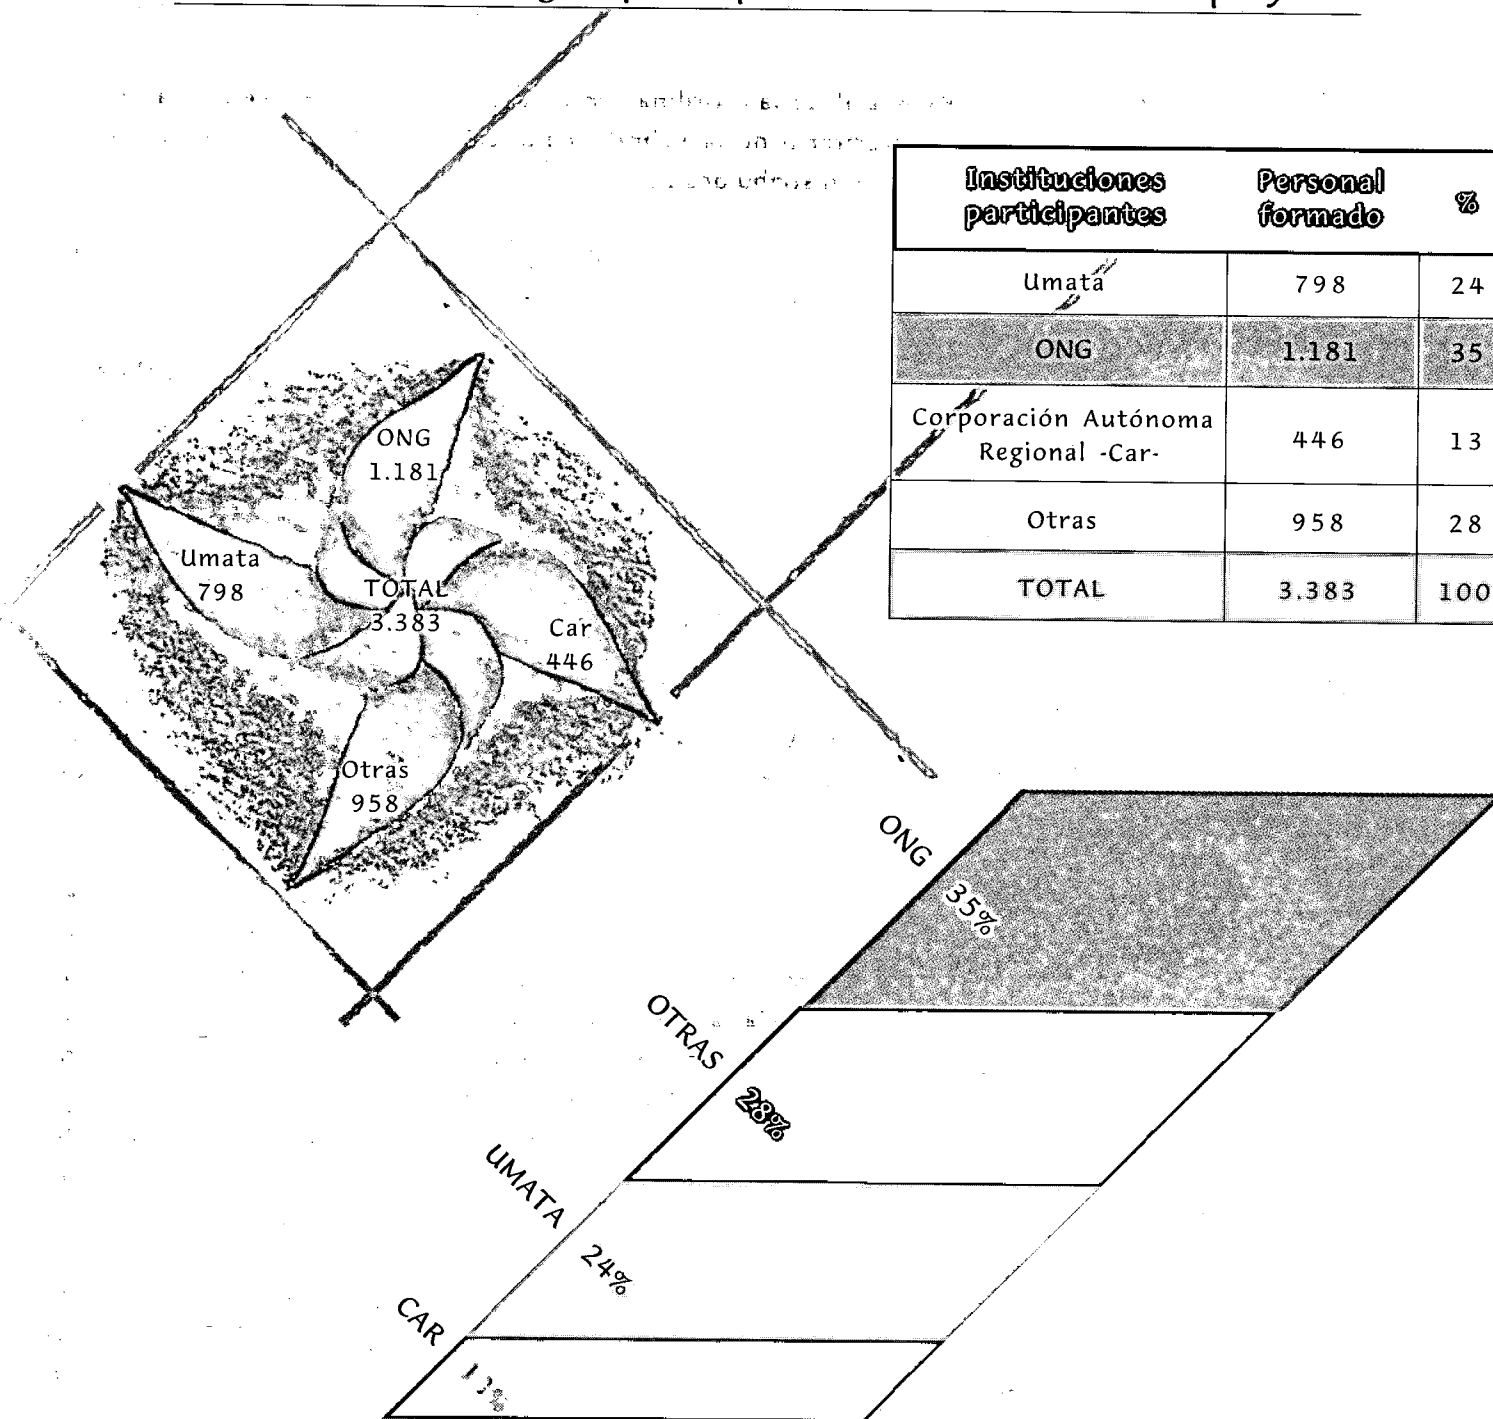 Instituciones participantes
Personal formado
%
Umata 798 24
ONG 1.181 35
Corporación Autónoma
Regional -Car- 446 13
Otras 958 28
TOTAL 3.383 100
ONG
1.181
Umata
798
TOTAL
3.383
Car
446
Otras
958
ONG
35%
OTRAS
28%
UMATA
24%
CAR
13%